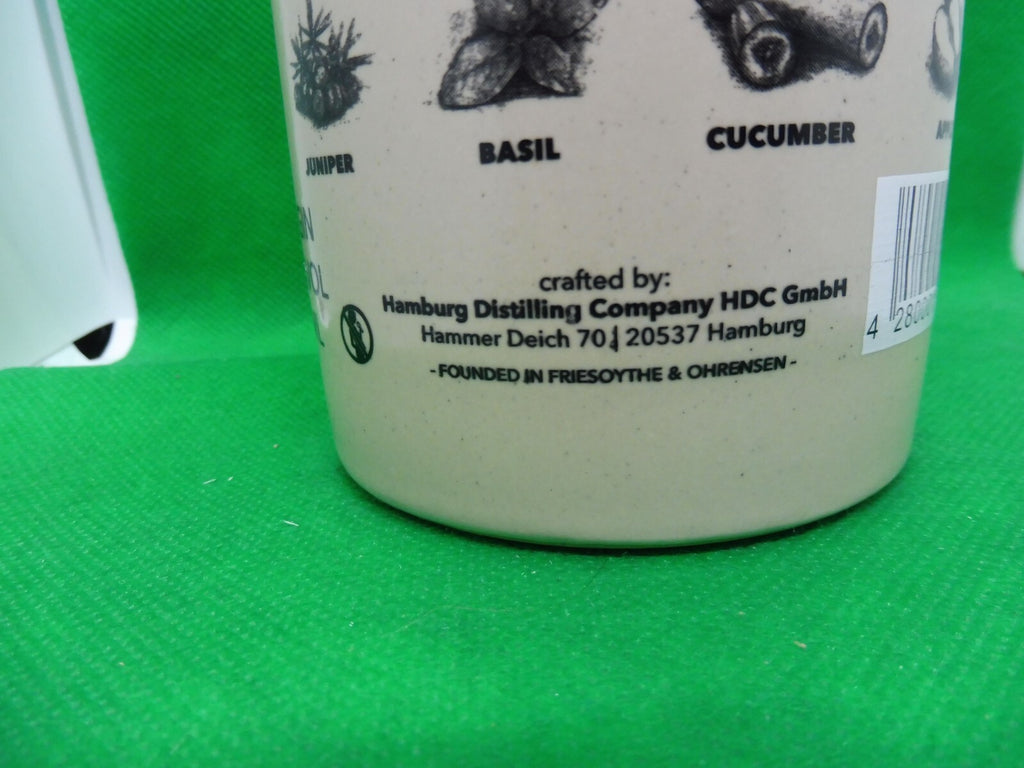 JUNIPER
BASIL
CUCUMBER
crafted by:
Hamburg Distilling Company HDC GmbH
Hammer Deich 70 | 20537 Hamburg
- FOUNDED IN FRIESOYTHE & OHRENSEN -